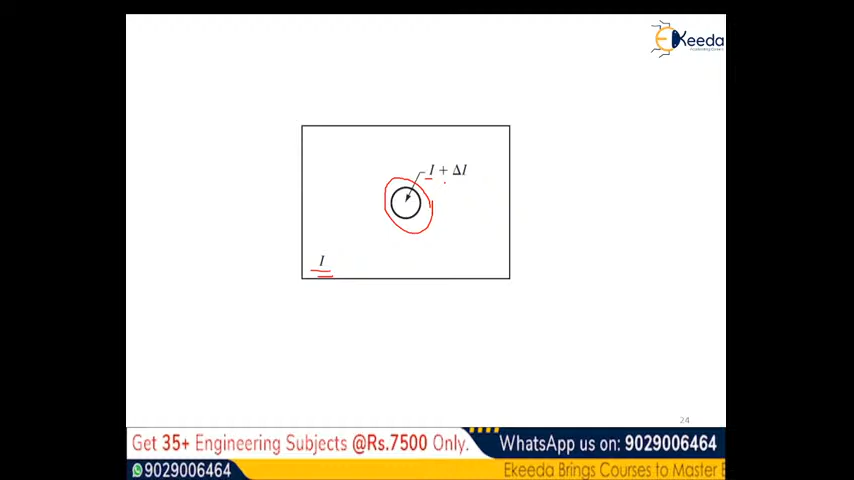 EKeeda
I + ΔI
I
24
Get 35+ Engineering Subjects @Rs.7500 Only.
WhatsApp us on: 9029006464
9029006464
Ekeeda Brings Courses to Master E